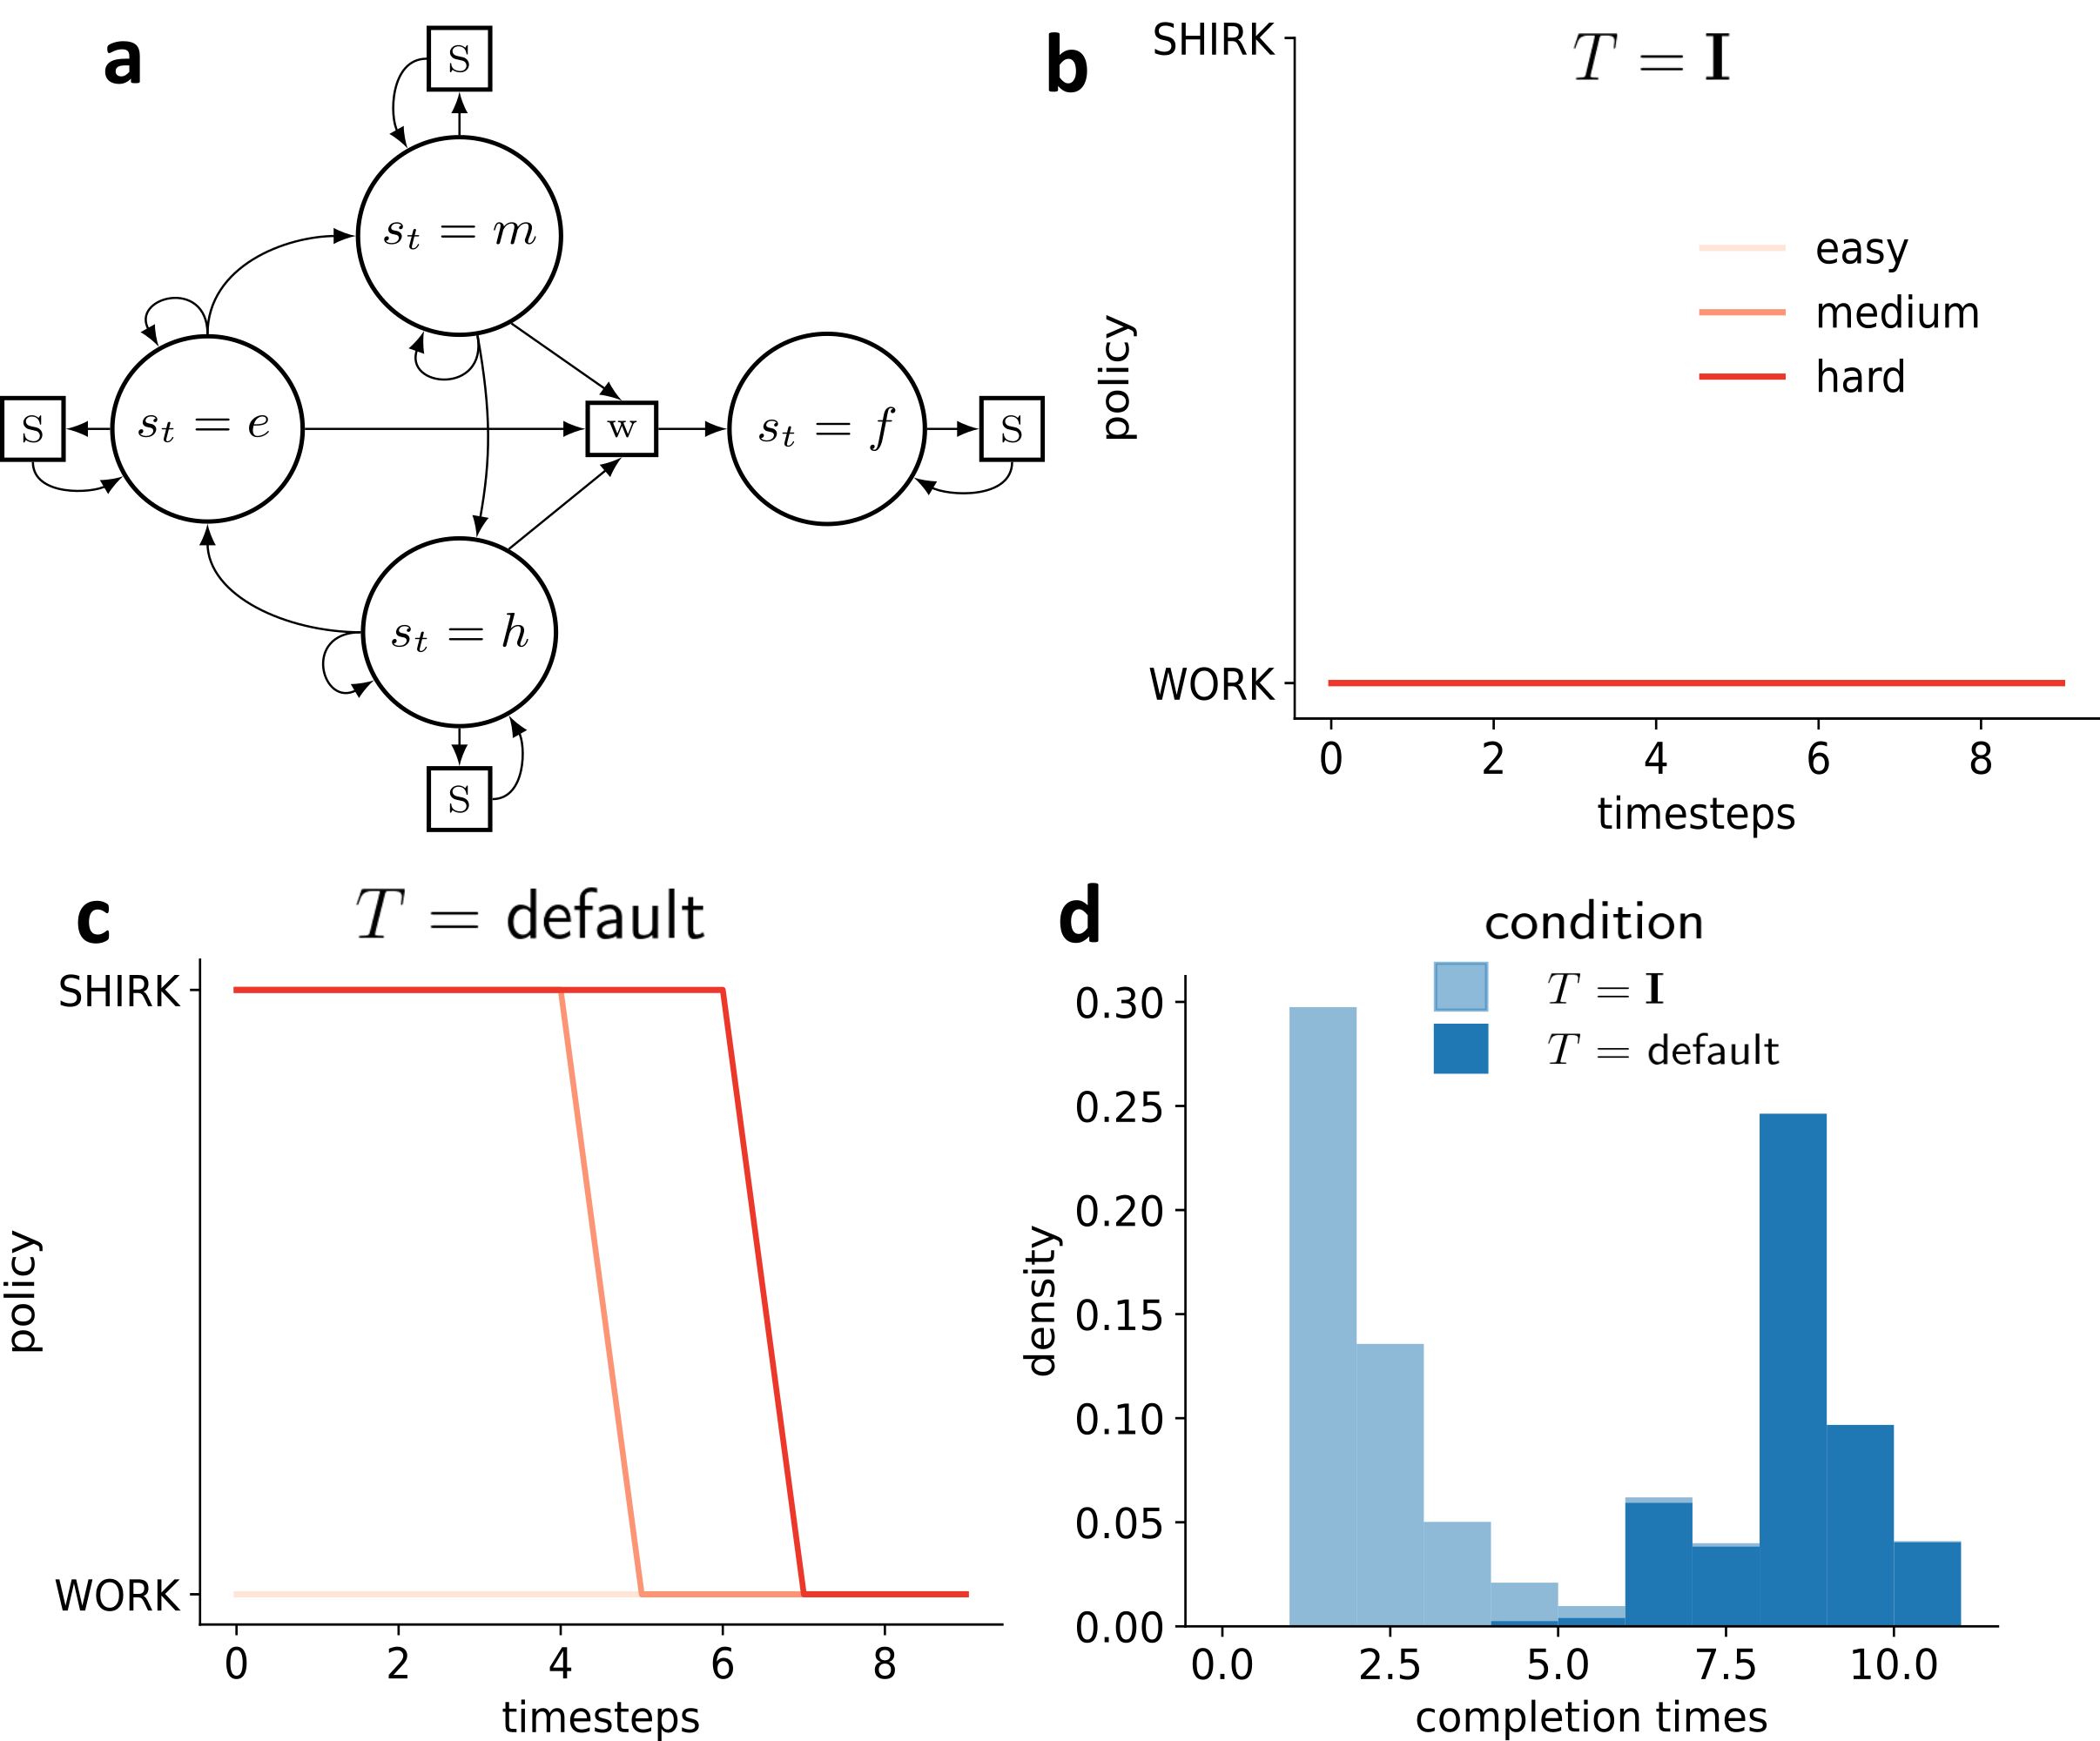 a
s
s_t = m
s
s_t = e
w
s_t = f
s
s_t = h
s
b
T = I
SHIRK
WORK
policy
easy
medium
hard
0 2 4 6 8
timesteps
c
T = default
SHIRK
WORK
policy
0 2 4 6 8
timesteps
d
condition
T = I
T = default
0.30
0.25
0.20
0.15
0.10
0.05
0.00
density
0.0 2.5 5.0 7.5 10.0
completion times